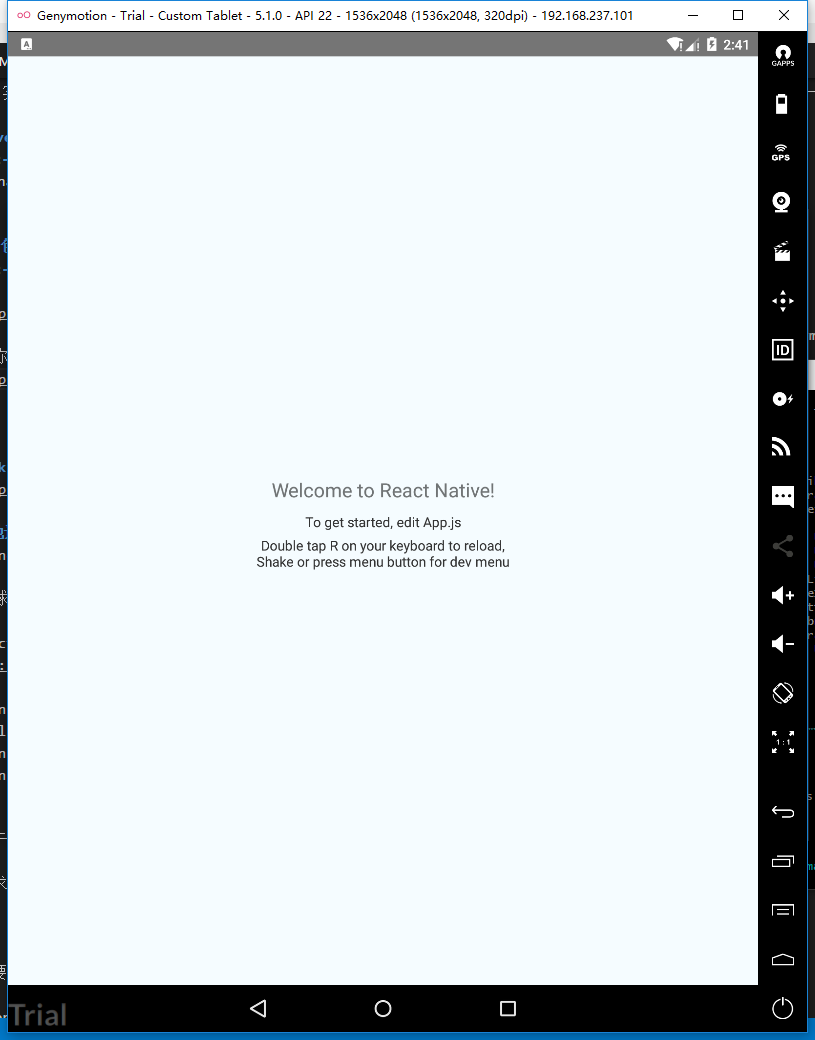 Genymotion - Trial - Custom Tablet - 5.1.0 - API 22 - 1536x2048 (1536x2048, 320dpi) - 192.168.237.101
A
2:41
GAPPS
GPS
ID
Welcome to React Native!
To get started, edit App.js
Double tap R on your keyboard to reload,
Shake or press menu button for dev menu
1:1
Trial